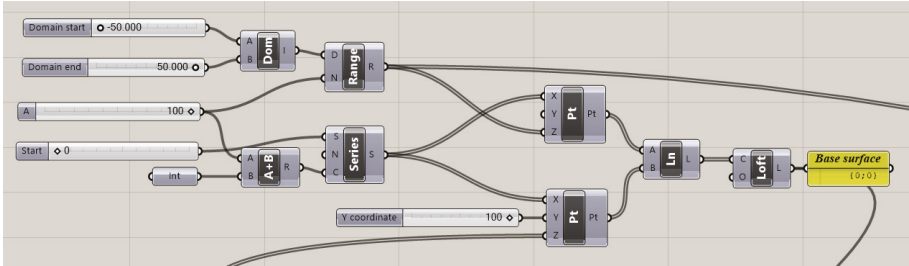 Domain start -50.000
Domain end 50.000
A B Dom I
D N Range R
A 100
Start 0
Int
A B A+B R
S N C Series S
X Y Z Pt Pt
Y coordinate 100
X Y Z Pt Pt
A B Ln L
C O Loft L
Base surface
{0;0}